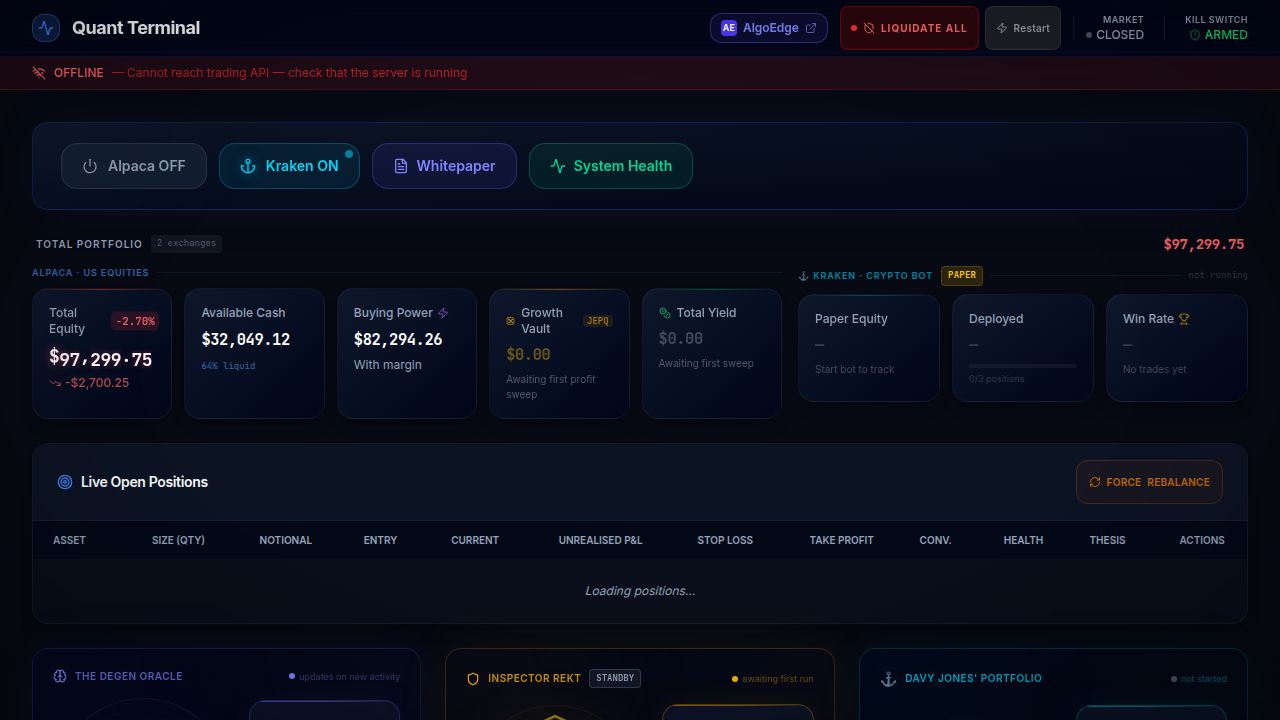 Quant Terminal
AE AlgoEdge
LIQUIDATE ALL
Restart
MARKET
CLOSED
KILL SWITCH
ARMED
OFFLINE — Cannot reach trading API — check that the server is running
Alpaca OFF
Kraken ON
Whitepaper
System Health
TOTAL PORTFOLIO 2 exchanges
$97,299.75
ALPACA · US EQUITIES
KRAKEN · CRYPTO BOT PAPER
not running
Total
Equity
-2.70%
$97,299.75
-$2,700.25
Available Cash
$32,049.12
64% liquid
Buying Power
$82,294.26
With margin
Growth
Vault
JEPQ
$0.00
Awaiting first profit
sweep
Total Yield
$0.00
Awaiting first sweep
Paper Equity
—
Start bot to track
Deployed
—
0/3 positions
Win Rate
—
No trades yet
Live Open Positions
FORCE REBALANCE
ASSET SIZE (QTY) NOTIONAL ENTRY CURRENT UNREALISED P&L STOP LOSS TAKE PROFIT CONV. HEALTH THESIS ACTIONS
Loading positions...
THE DEGEN ORACLE
updates on new activity
INSPECTOR REKT STANDBY
awaiting first run
DAVY JONES' PORTFOLIO
not started